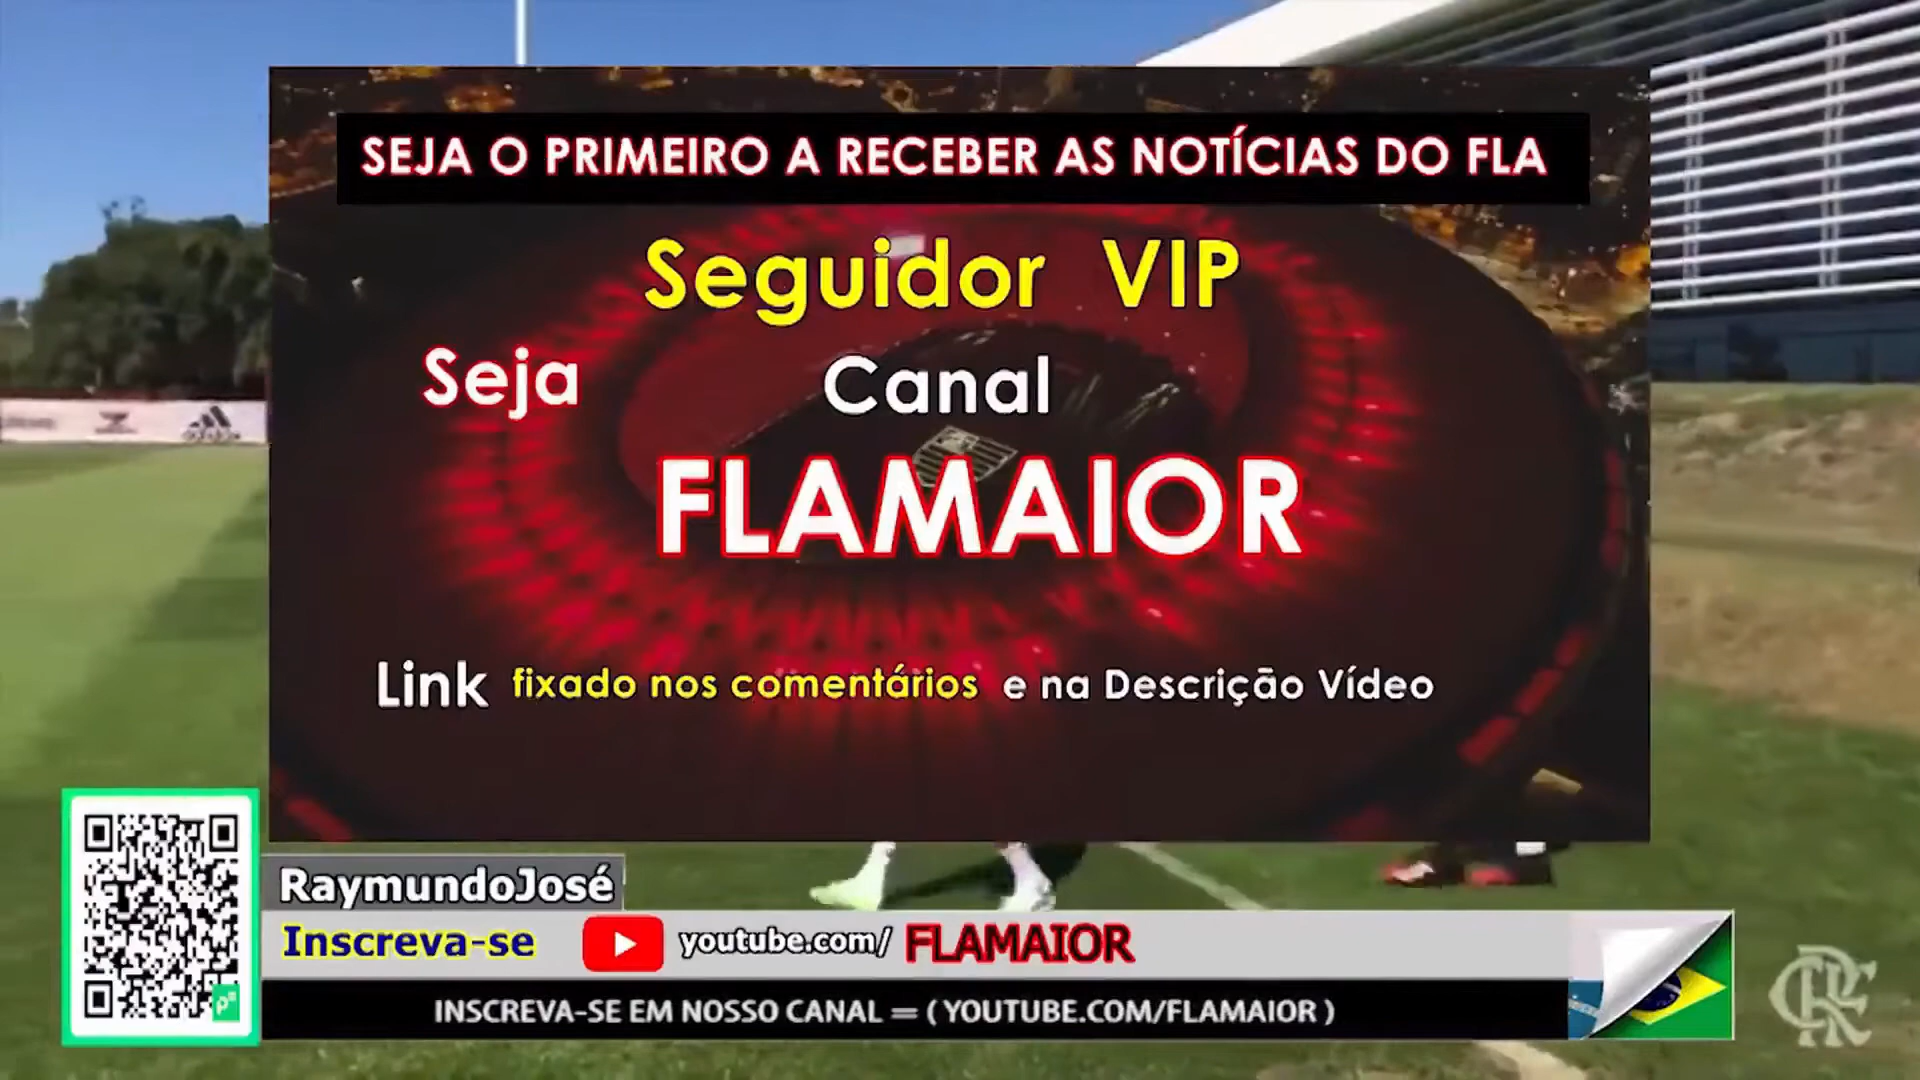 SEJA O PRIMEIRO A RECEBER AS NOTÍCIAS DO FLA
Seguidor VIP
Seja
Canal
FLAMAIOR
Link fixado nos comentários e na Descrição Vídeo
RaymundoJosé
Inscreva-se youtube.com/ FLAMAIOR
INSCREVA-SE EM NOSSO CANAL = ( YOUTUBE.COM/FLAMAIOR )
CRF